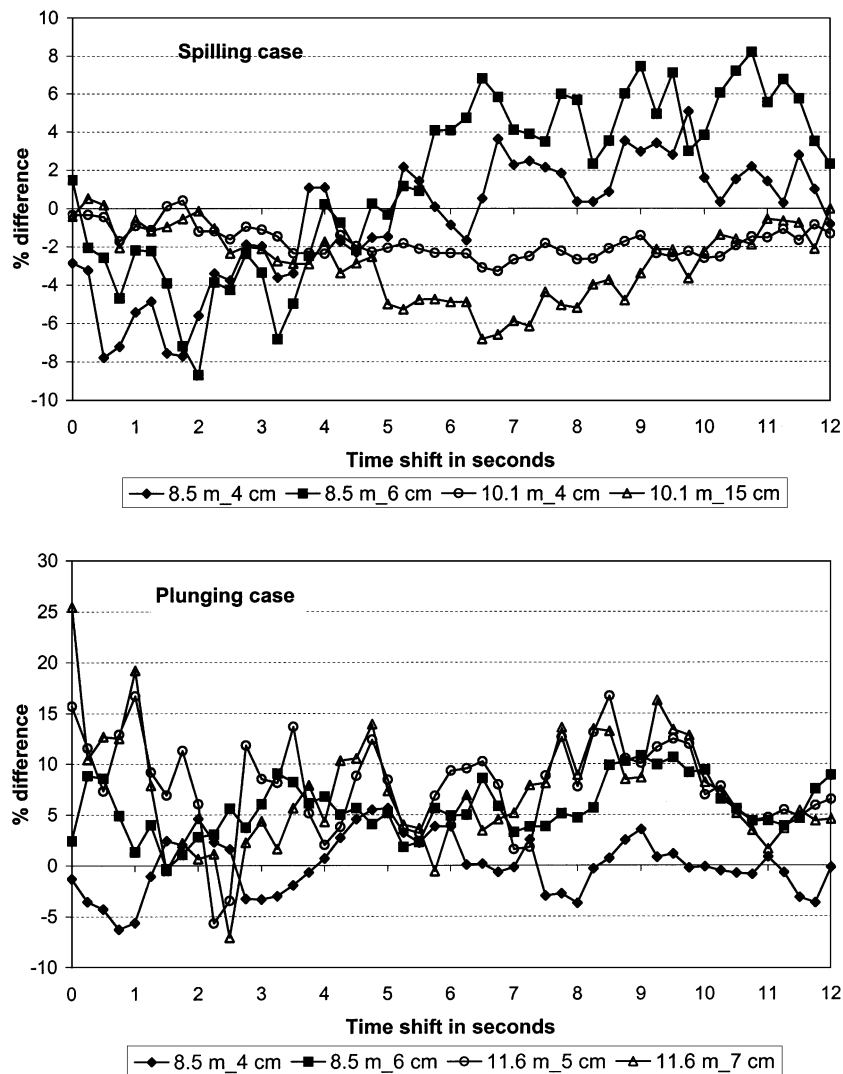 10
8
6
4
2
0
-2
-4
-6
-8
-10
% difference
Spilling case
0 1 2 3 4 5 6 7 8 9 10 11 12
Time shift in seconds
8.5 m_4 cm 8.5 m_6 cm 10.1 m_4 cm 10.1 m_15 cm
30
25
20
15
10
5
0
-5
-10
% difference
Plunging case
0 1 2 3 4 5 6 7 8 9 10 11 12
Time shift in seconds
8.5 m_4 cm 8.5 m_6 cm 11.6 m_5 cm 11.6 m_7 cm